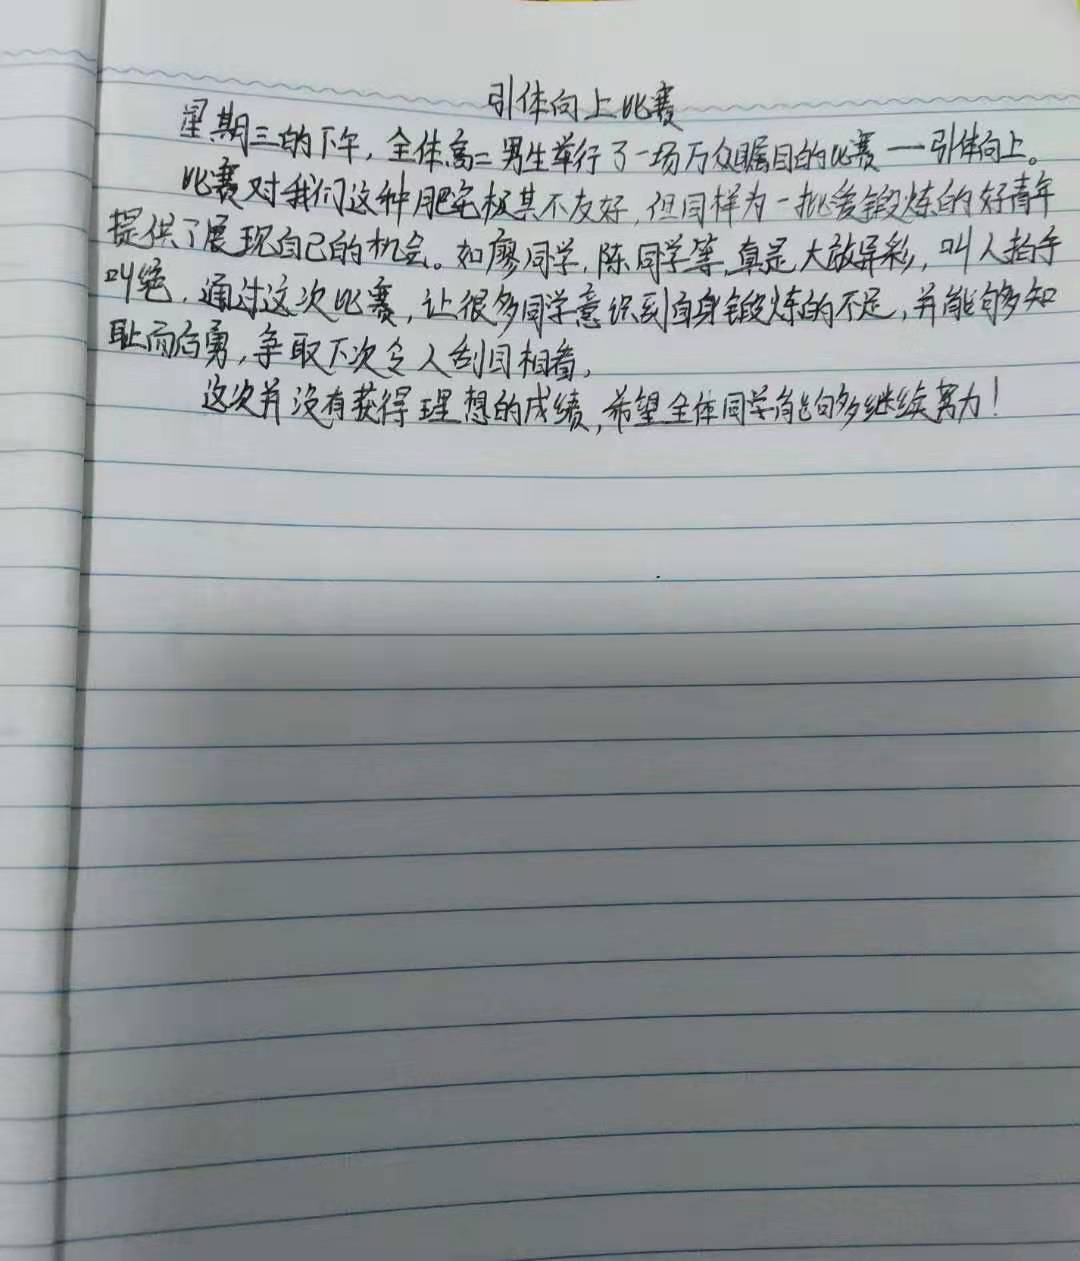 引体向上比赛
星期三的下午,全体高二男生举行了一场万众瞩目的比赛一引体向上。
比赛对我们这种肥宅极其不友好,但同样为一批爱锻炼的好青年
提供了展现自己的机会。如廖同学,陈同学等,真是大放异彩,叫人拍手
叫绝,通过这次比赛,让很多同学意识到自身锻炼的不足,并能够知
耻而后勇,争取下次令人刮目相看,
这次并没有获得理想的成绩,希望全体同学能够继续努力!